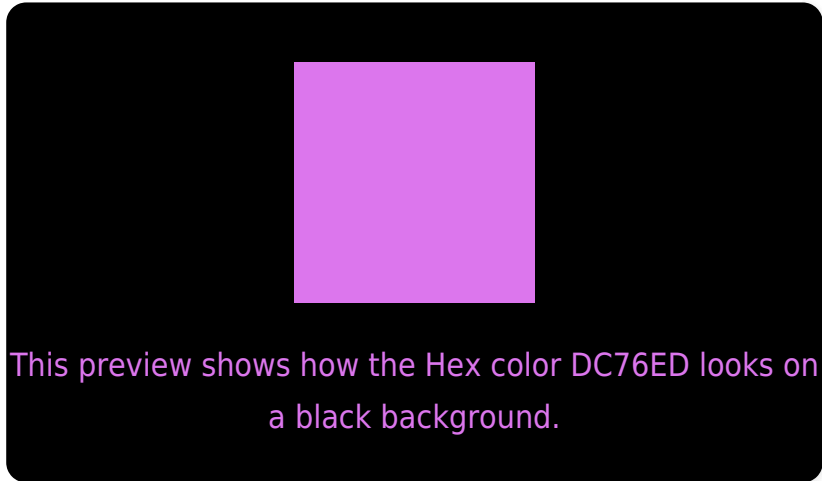 This preview shows how the Hex color DC76ED looks on
a black background.